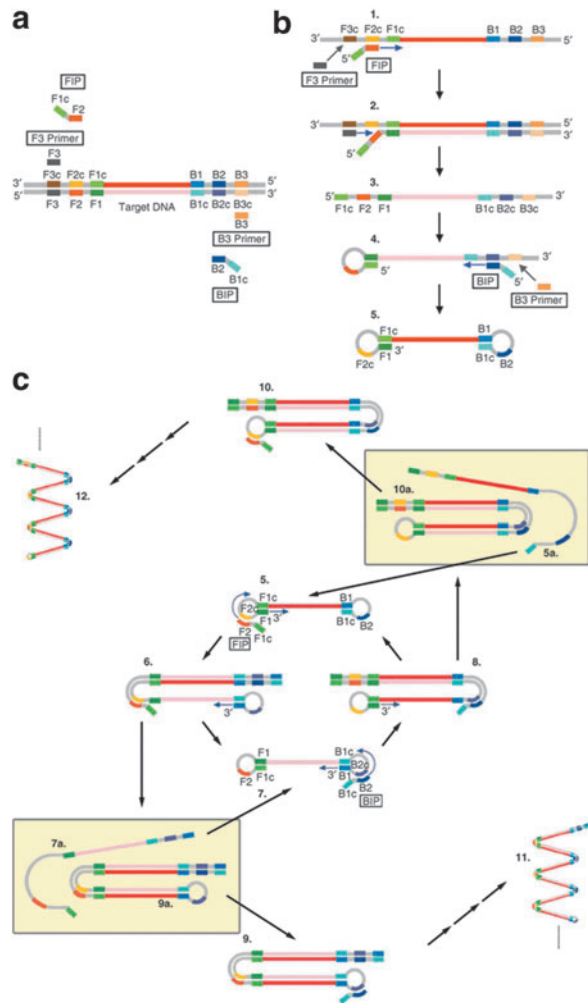 a
FIP
F1c
F2
F3 Primer
F3
F3c F2c F1c
B1 B2 B3
3′ 5′
5′ 3′
F3 F2 F1
Target DNA
B1c B2c B3c
B3
B3 Primer
B2
B1c
BIP
b
1.
F3c F2c F1c B1 B2 B3
3′ 5′
5′
FIP
F3 Primer
2.
3′ 5′
5′
3.
5′ 3′
F1c F2 F1 B1c B2c B3c
4.
3′
5′
BIP
5′
B3 Primer
5.
F1c B1
F1 3′ B1c
F2c B2
c
10.
12.
10a.
5a.
5.
F1c B1
F2c 3′ B1c
F1 B2
F2 F1c
FIP
6.
8.
3′
3′
F1 B1c
B2c
F2 F1c 3′ B1
B1c B2
7. BIP
7a.
9a.
11.
9.